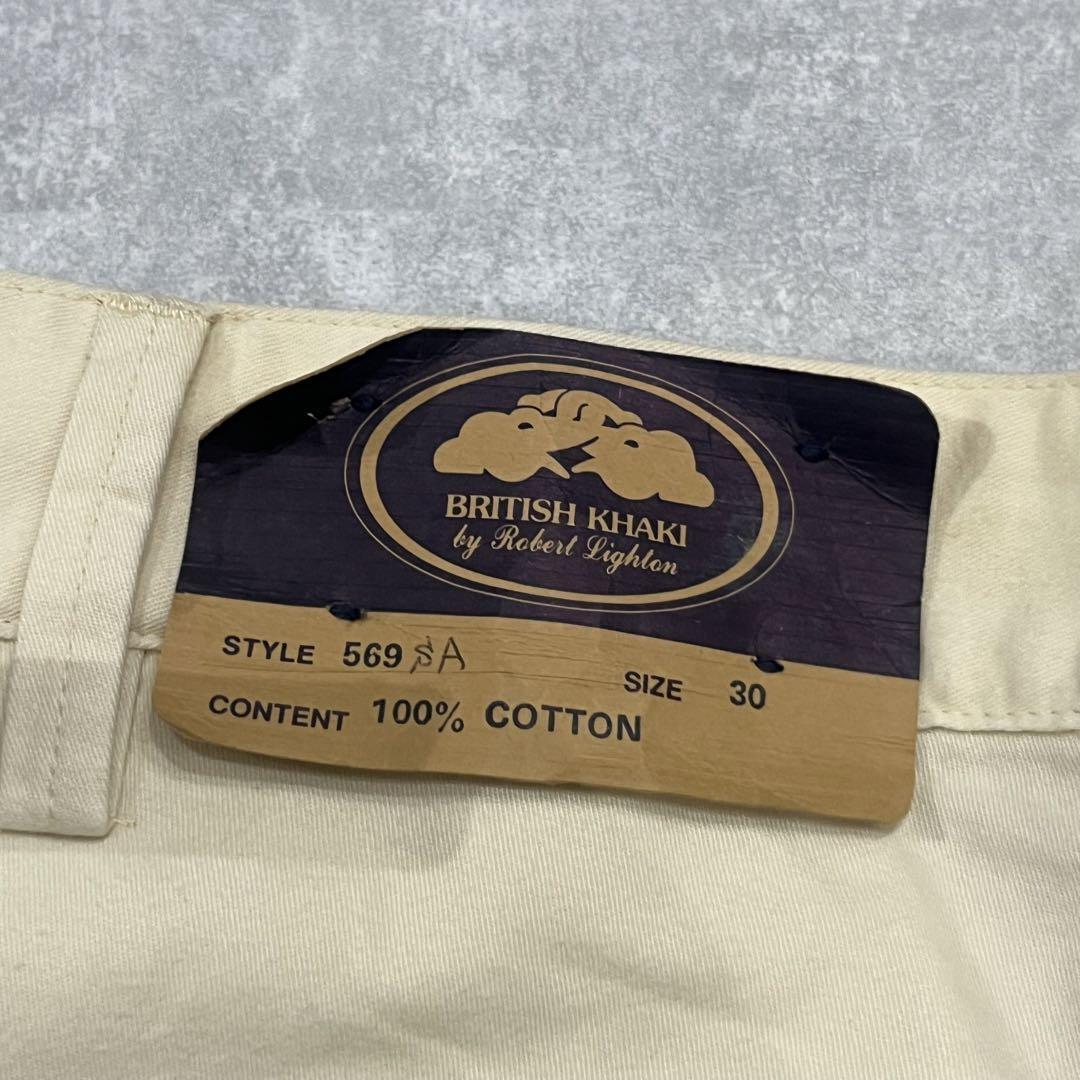 BRITISH KHAKI
by Robert Lighton
STYLE 569 SA
SIZE 30
CONTENT 100% COTTON